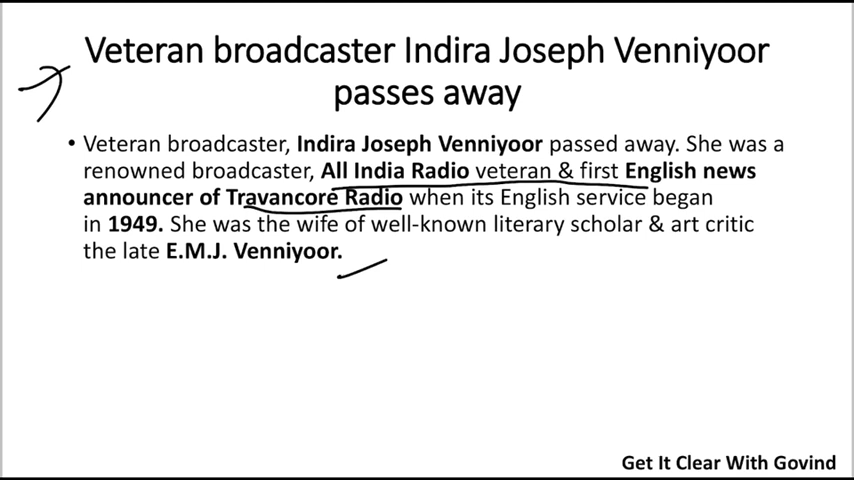 Veteran broadcaster Indira Joseph Venniyoor
passes away
• Veteran broadcaster, Indira Joseph Venniyoor passed away. She was a
renowned broadcaster, All India Radio veteran & first English news
announcer of Travancore Radio when its English service began
in 1949. She was the wife of well-known literary scholar & art critic
the late E.M.J. Venniyoor.
Get It Clear With Govind